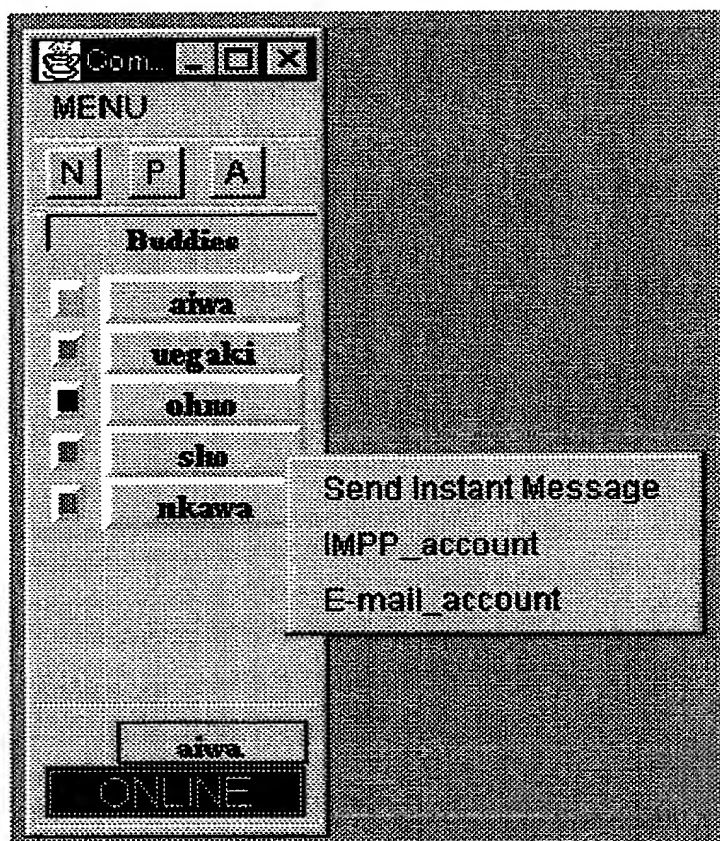 Com...
MENU
N P A
Buddies
aiwa
uegaki
ohno
sho
nkawa
Send Instant Message
IMPP_account
E-mail_account
aiwa
ONLINE